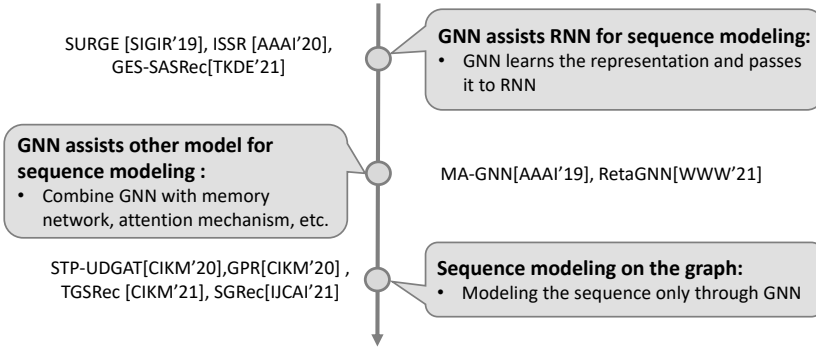 SURGE [SIGIR’19], ISSR [AAAI’20],
GES-SASRec[TKDE’21]
GNN assists RNN for sequence modeling:
• GNN learns the representation and passes
it to RNN
GNN assists other model for
sequence modeling :
• Combine GNN with memory
network, attention mechanism, etc.
MA-GNN[AAAI’19], RetaGNN[WWW’21]
STP-UDGAT[CIKM’20],GPR[CIKM’20] ,
TGSRec [CIKM’21], SGRec[IJCAI’21]
Sequence modeling on the graph:
• Modeling the sequence only through GNN